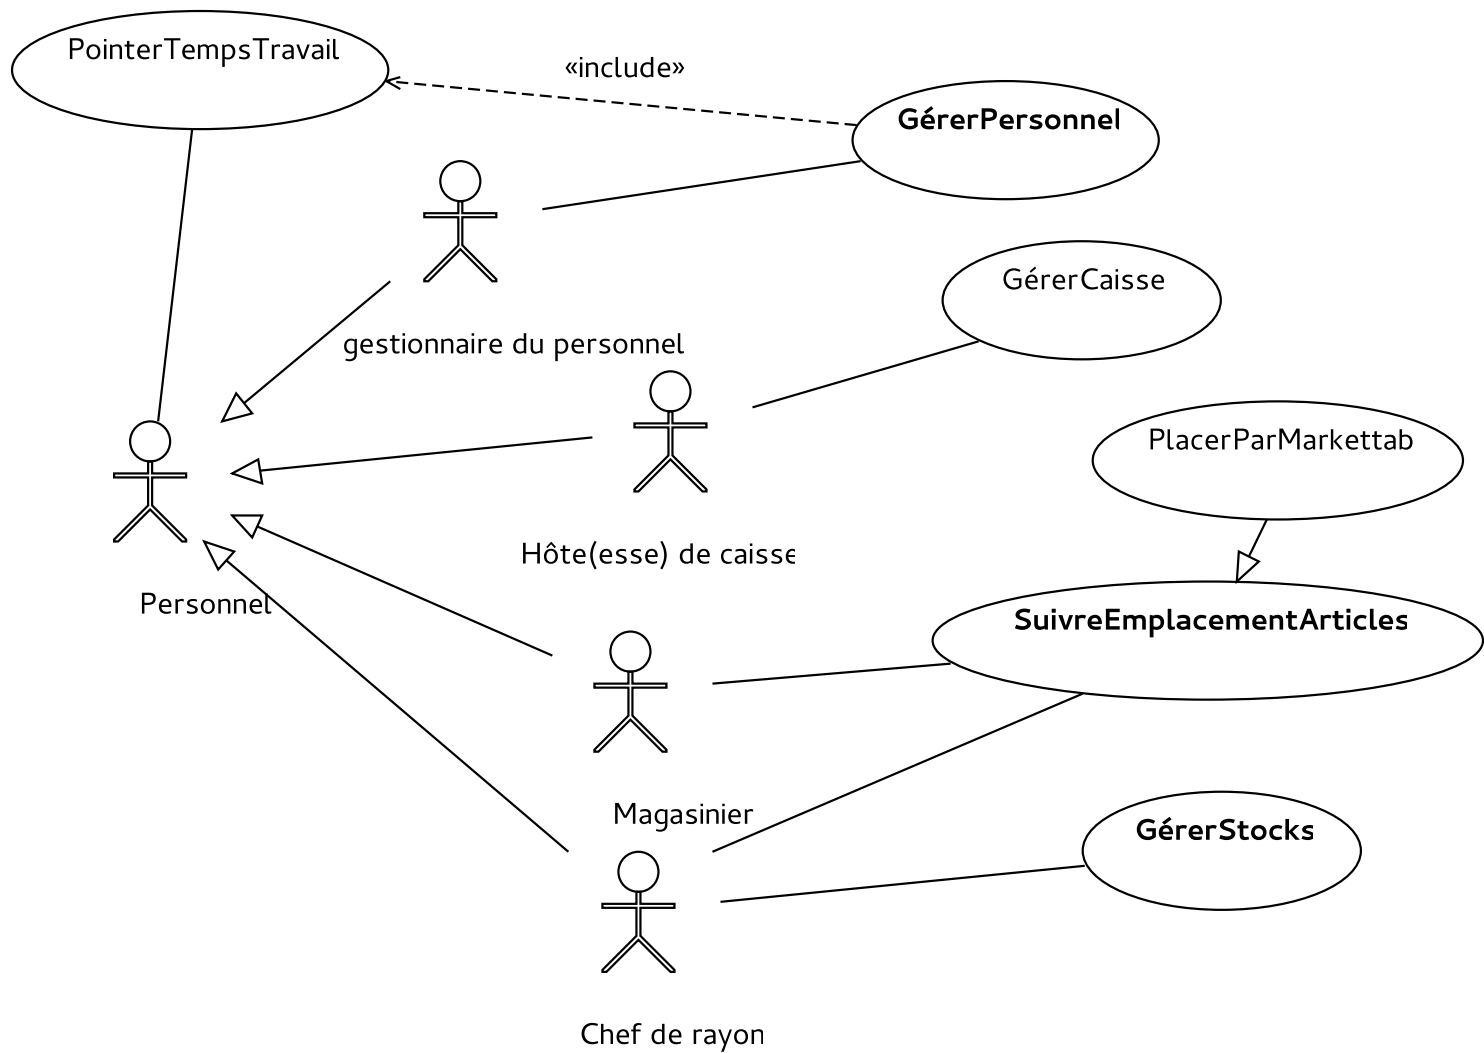 PointerTempsTravail
«include»
GérerPersonnel
GérerCaisse
gestionnaire du personnel
PlacerParMarkettab
Hôte(esse) de caisse
Personnel
SuivreEmplacementArticles
Magasinier
GérerStocks
Chef de rayon